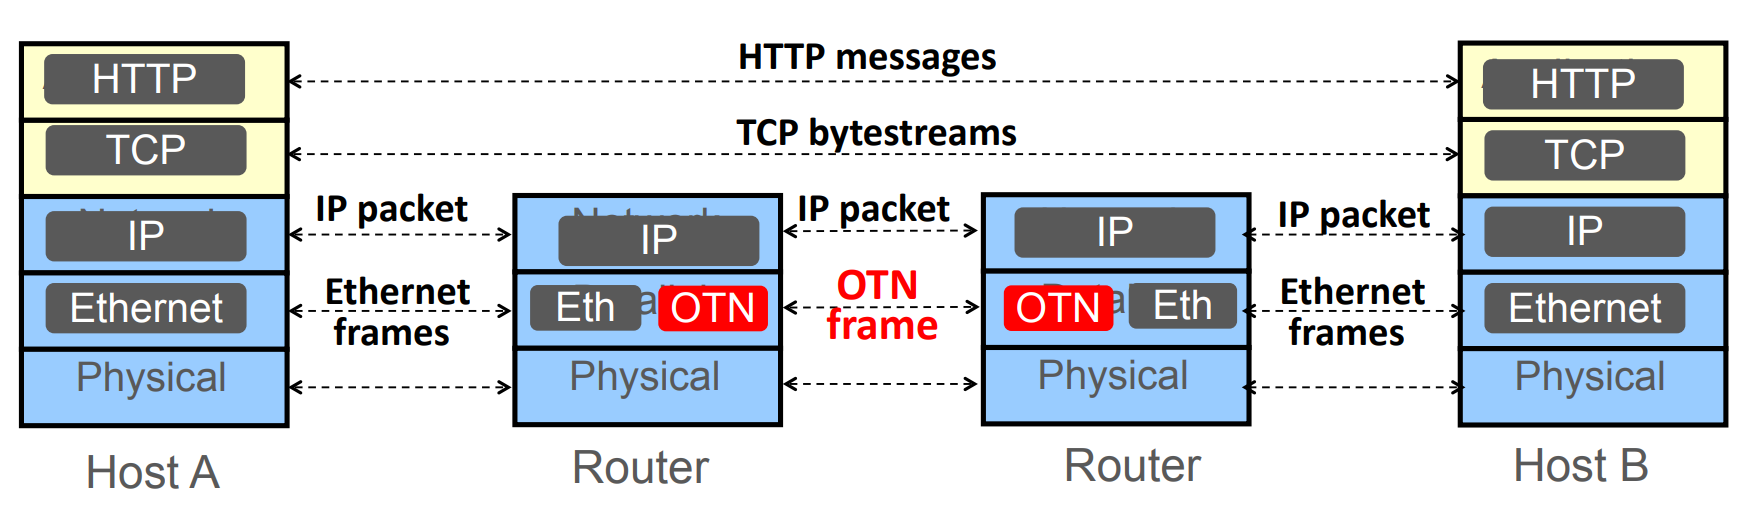 HTTP messages
HTTP
HTTP
TCP bytestreams
TCP
TCP
IP packet
IP packet
IP packet
IP
IP
IP
IP
Ethernet
frames
OTN
frame
Ethernet
frames
Ethernet
Eth
OTN
OTN
Eth
Ethernet
Physical
Physical
Physical
Physical
Host A
Router
Router
Host B